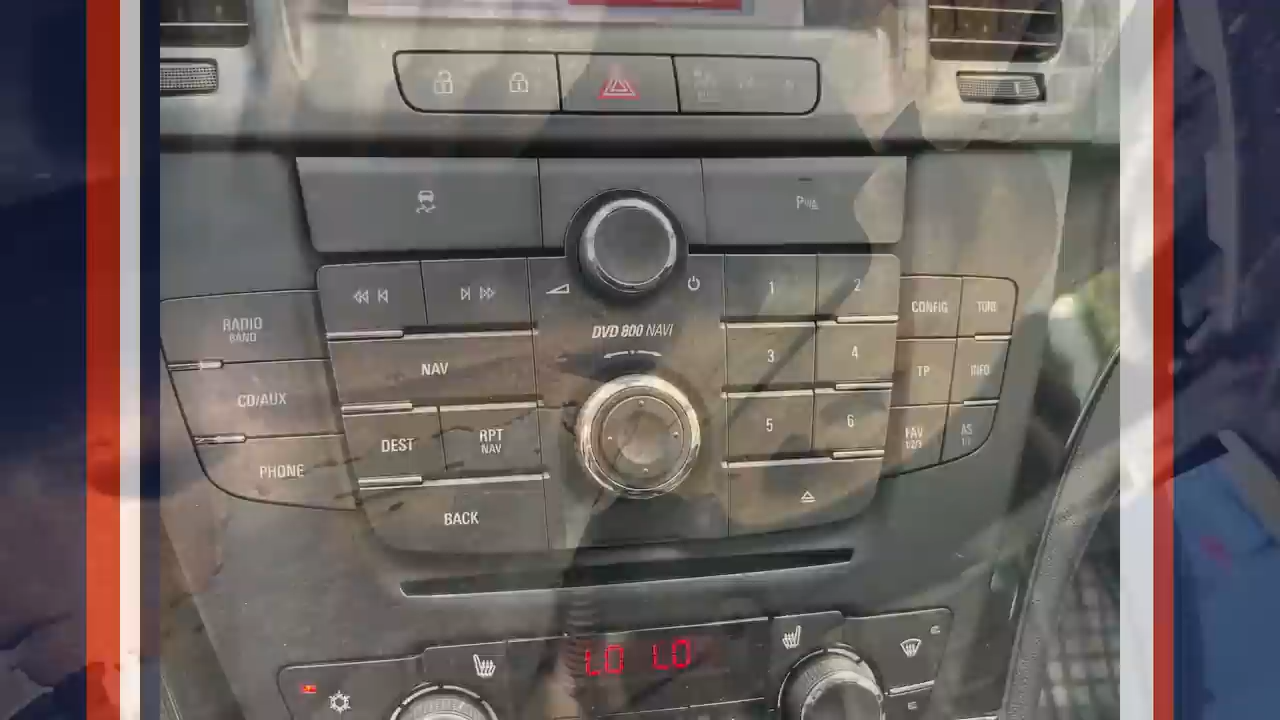 RADIO
BAND
CD/AUX
PHONE
NAV
DEST
RPT
NAV
BACK
DVD 800 NAVI
1
2
3
4
5
6
CONFIG
TONE
TP
INFO
FAV
1/2/3
AS
LO LO